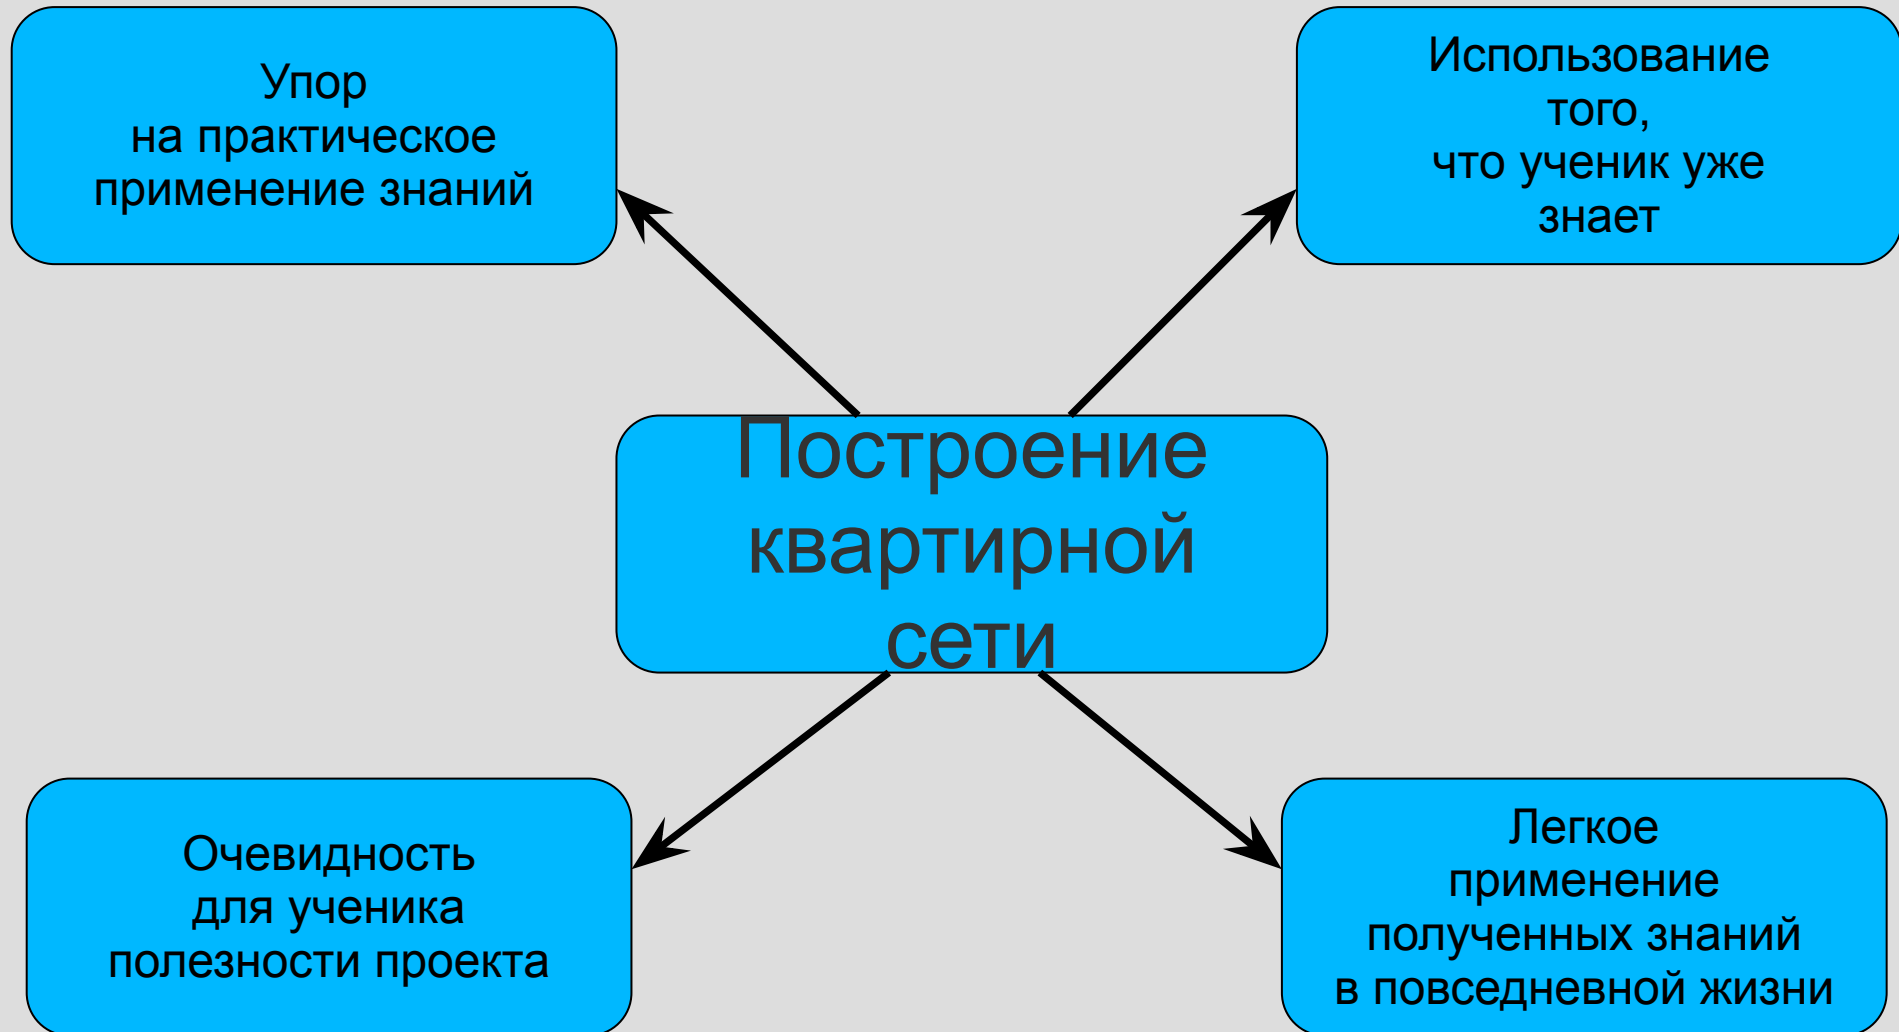 Упор
на практическое
применение знаний
Использование
того,
что ученик уже
знает
Построение
квартирной
сети
Очевидность
для ученика
полезности проекта
Легкое
применение
полученных знаний
в повседневной жизни